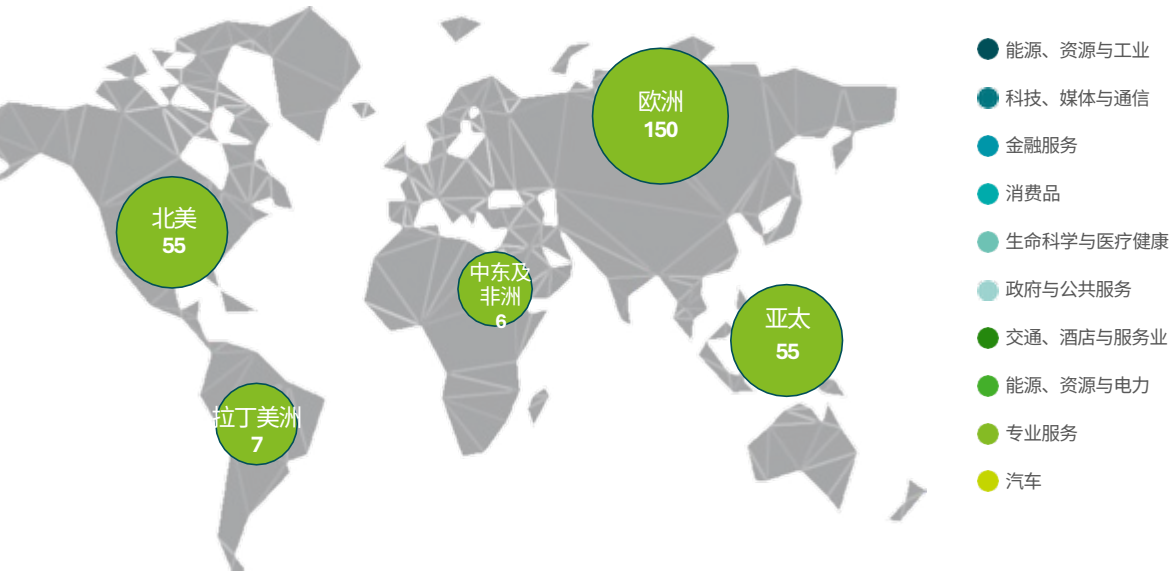 欧洲
150
北美
55
中东及
非洲
6
亚太
55
拉丁美洲
7
能源、资源与工业
科技、媒体与通信
金融服务
消费品
生命科学与医疗健康
政府与公共服务
交通、酒店与服务业
能源、资源与电力
专业服务
汽车